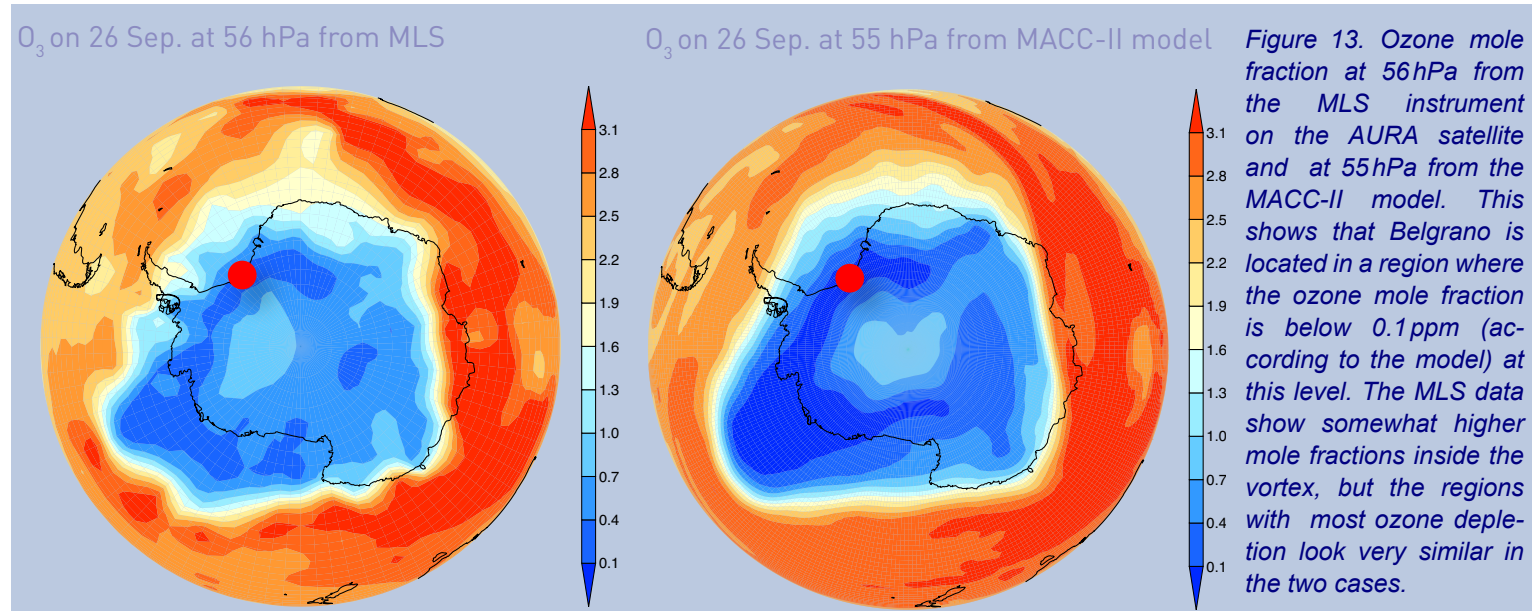 O3 on 26 Sep. at 56 hPa from MLS
3.1
2.8
2.5
2.2
1.9
1.6
1.3
1.0
0.7
0.4
0.1
O3 on 26 Sep. at 55 hPa from MACC-II model
3.1
2.8
2.5
2.2
1.9
1.6
1.3
1.0
0.7
0.4
0.1
Figure 13. Ozone mole
fraction at 56 hPa from
the MLS instrument
on the AURA satellite
and at 55 hPa from the
MACC-II model. This
shows that Belgrano is
located in a region where
the ozone mole fraction
is below 0.1 ppm (ac-
cording to the model) at
this level. The MLS data
show somewhat higher
mole fractions inside the
vortex, but the regions
with most ozone deple-
tion look very similar in
the two cases.